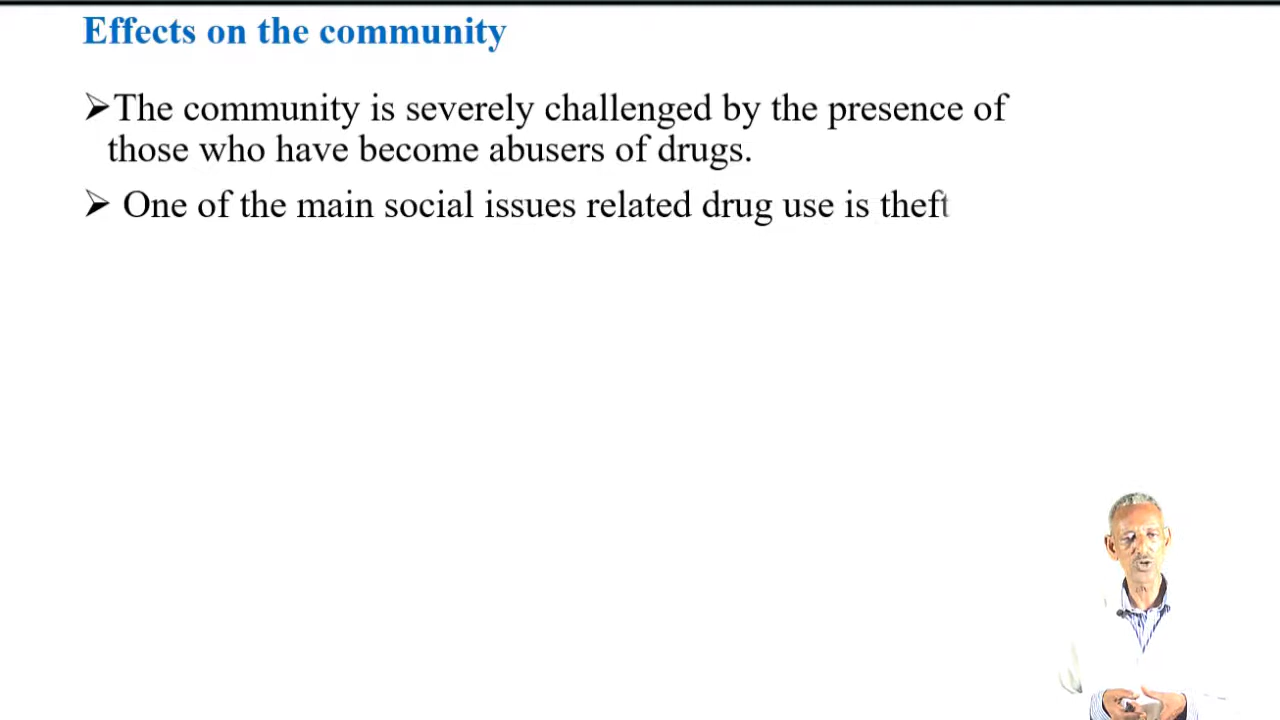 Effects on the community
➢The community is severely challenged by the presence of
those who have become abusers of drugs.
➢ One of the main social issues related drug use is theft